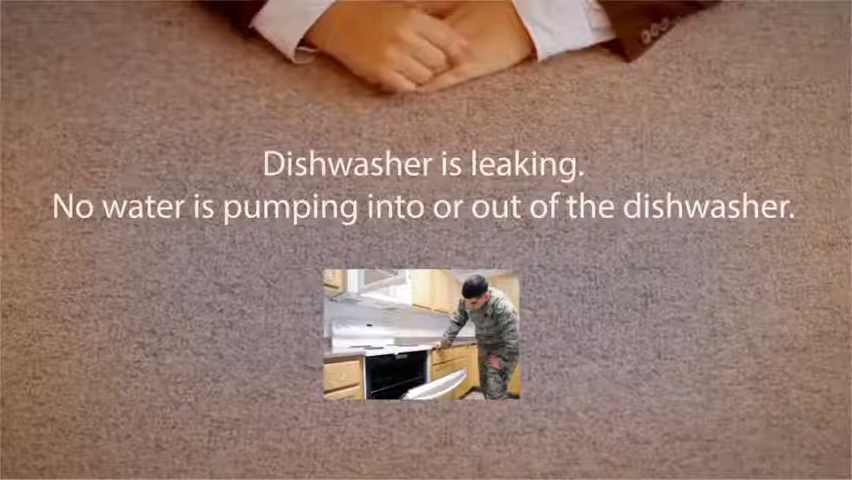 Dishwasher is leaking.
No water is pumping into or out of the dishwasher.